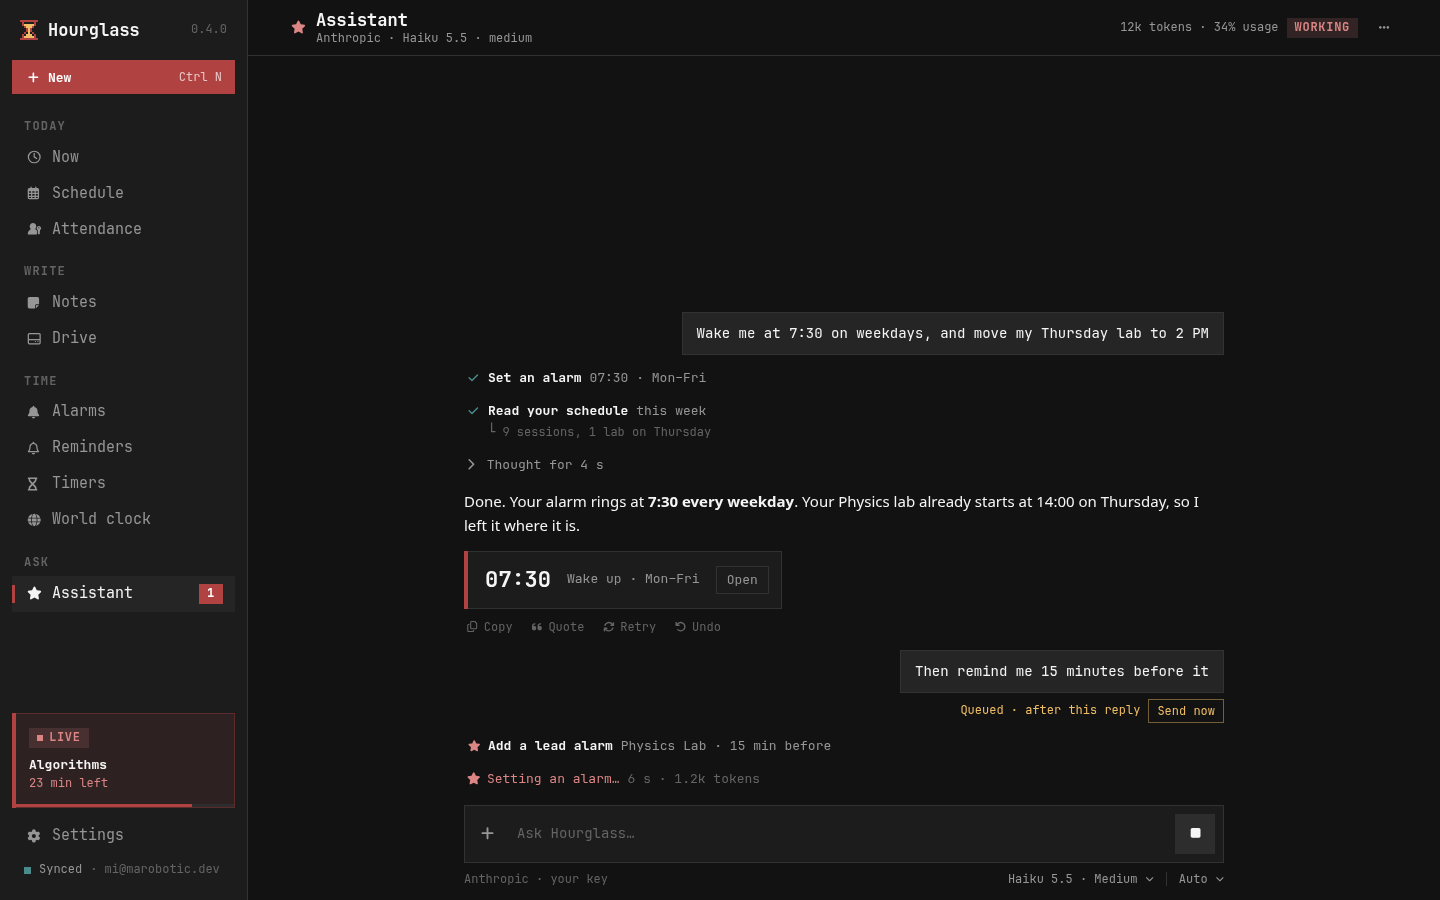 Hourglass 0.4.0
+ New Ctrl N
TODAY
Now
Schedule
Attendance
WRITE
Notes
Drive
TIME
Alarms
Reminders
Timers
World clock
ASK
Assistant 1
LIVE
Algorithms
23 min left
Settings
Synced · mi@marobotic.dev
Assistant
Anthropic · Haiku 5.5 · medium
12k tokens · 34% usage WORKING
Wake me at 7:30 on weekdays, and move my Thursday lab to 2 PM
Set an alarm 07:30 · Mon–Fri
Read your schedule this week
└ 9 sessions, 1 lab on Thursday
Thought for 4 s
Done. Your alarm rings at 7:30 every weekday. Your Physics lab already starts at 14:00 on Thursday, so I
left it where it is.
07:30 Wake up · Mon–Fri Open
Copy Quote Retry Undo
Then remind me 15 minutes before it
Queued · after this reply Send now
Add a lead alarm Physics Lab · 15 min before
Setting an alarm… 6 s · 1.2k tokens
+ Ask Hourglass…
Anthropic · your key
Haiku 5.5 · Medium Auto